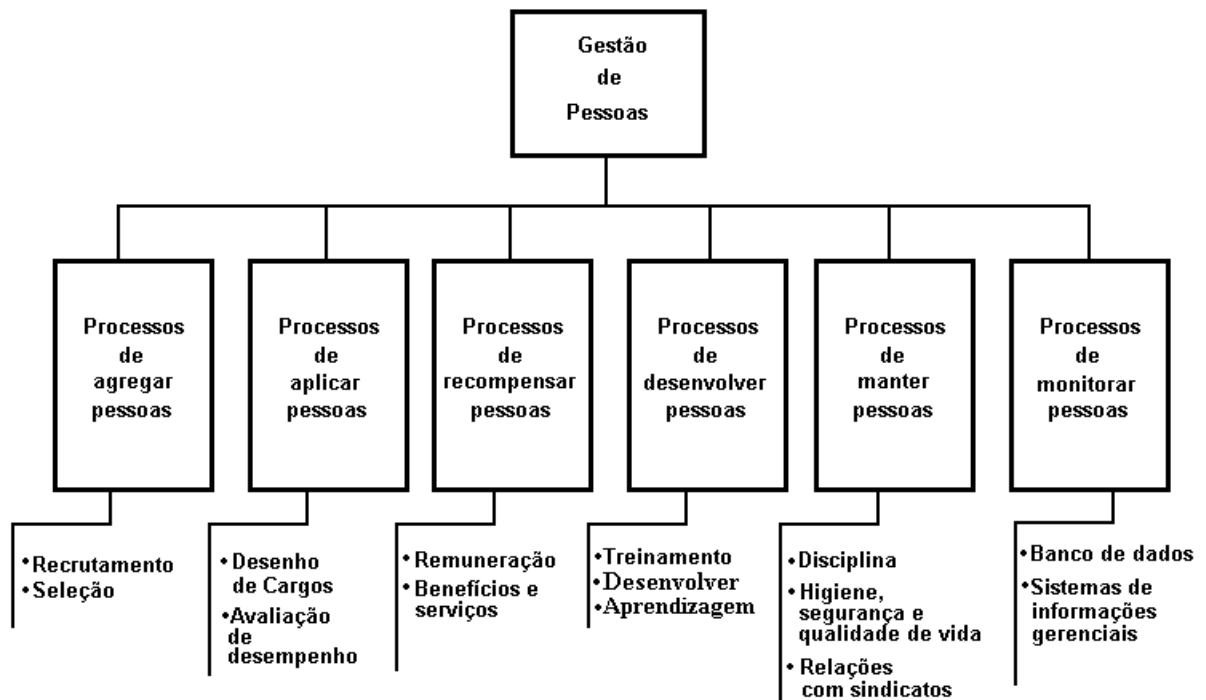 Gestão
de
Pessoas
Processos
de
agregar
pessoas
Processos
de
aplicar
pessoas
Processos
de
recompensar
pessoas
Processos
de
desenvolver
pessoas
Processos
de
manter
pessoas
Processos
de
monitorar
pessoas
•Recrutamento
•Seleção
•Desenho
de Cargos
•Avaliação
de
desempenho
•Remuneração
•Benefícios e
serviços
•Treinamento
•Desenvolver
•Aprendizagem
•Disciplina
•Higiene,
segurança e
qualidade de vida
•Relações
com sindicatos
•Banco de dados
•Sistemas de
informações
gerenciais